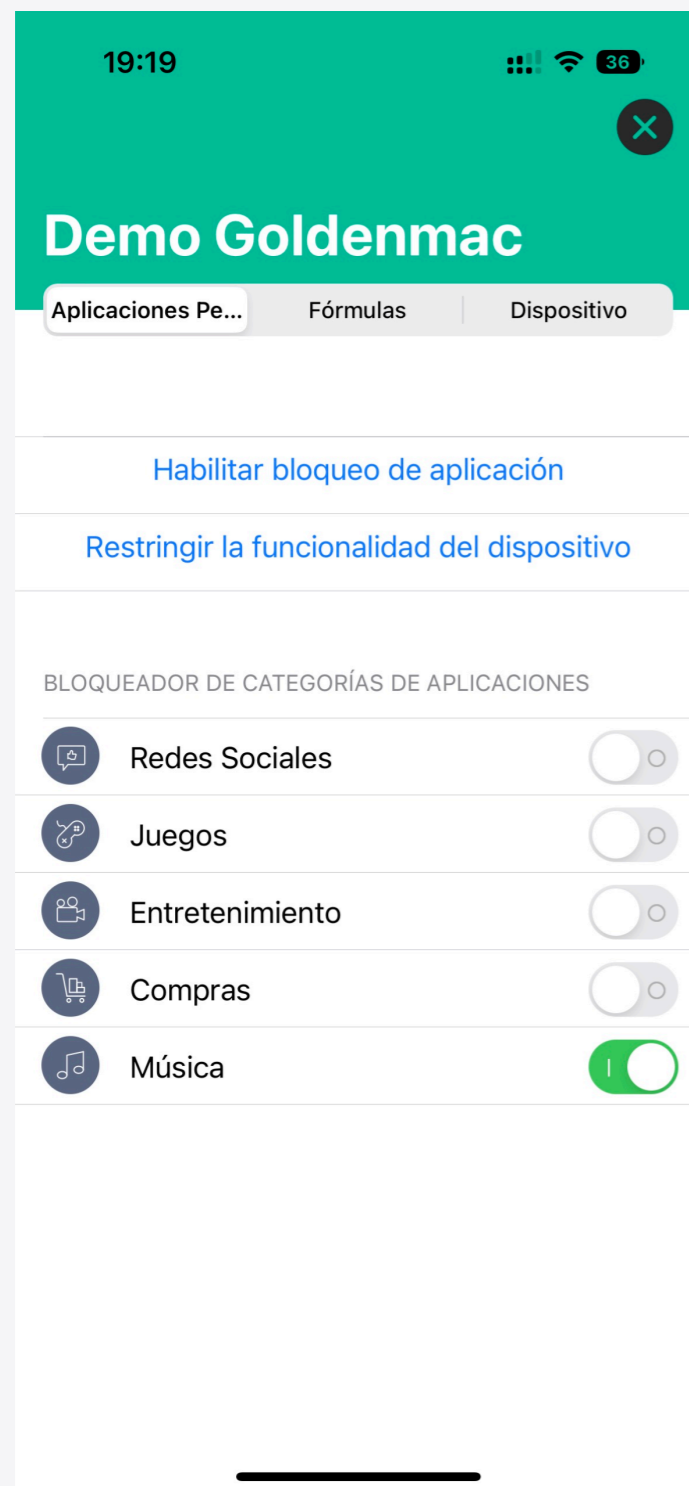 19:19
36
Demo Goldenmac
Aplicaciones Pe...
Fórmulas
Dispositivo
Habilitar bloqueo de aplicación
Restringir la funcionalidad del dispositivo
BLOQUEADOR DE CATEGORÍAS DE APLICACIONES
Redes Sociales
Juegos
Entretenimiento
Compras
Música